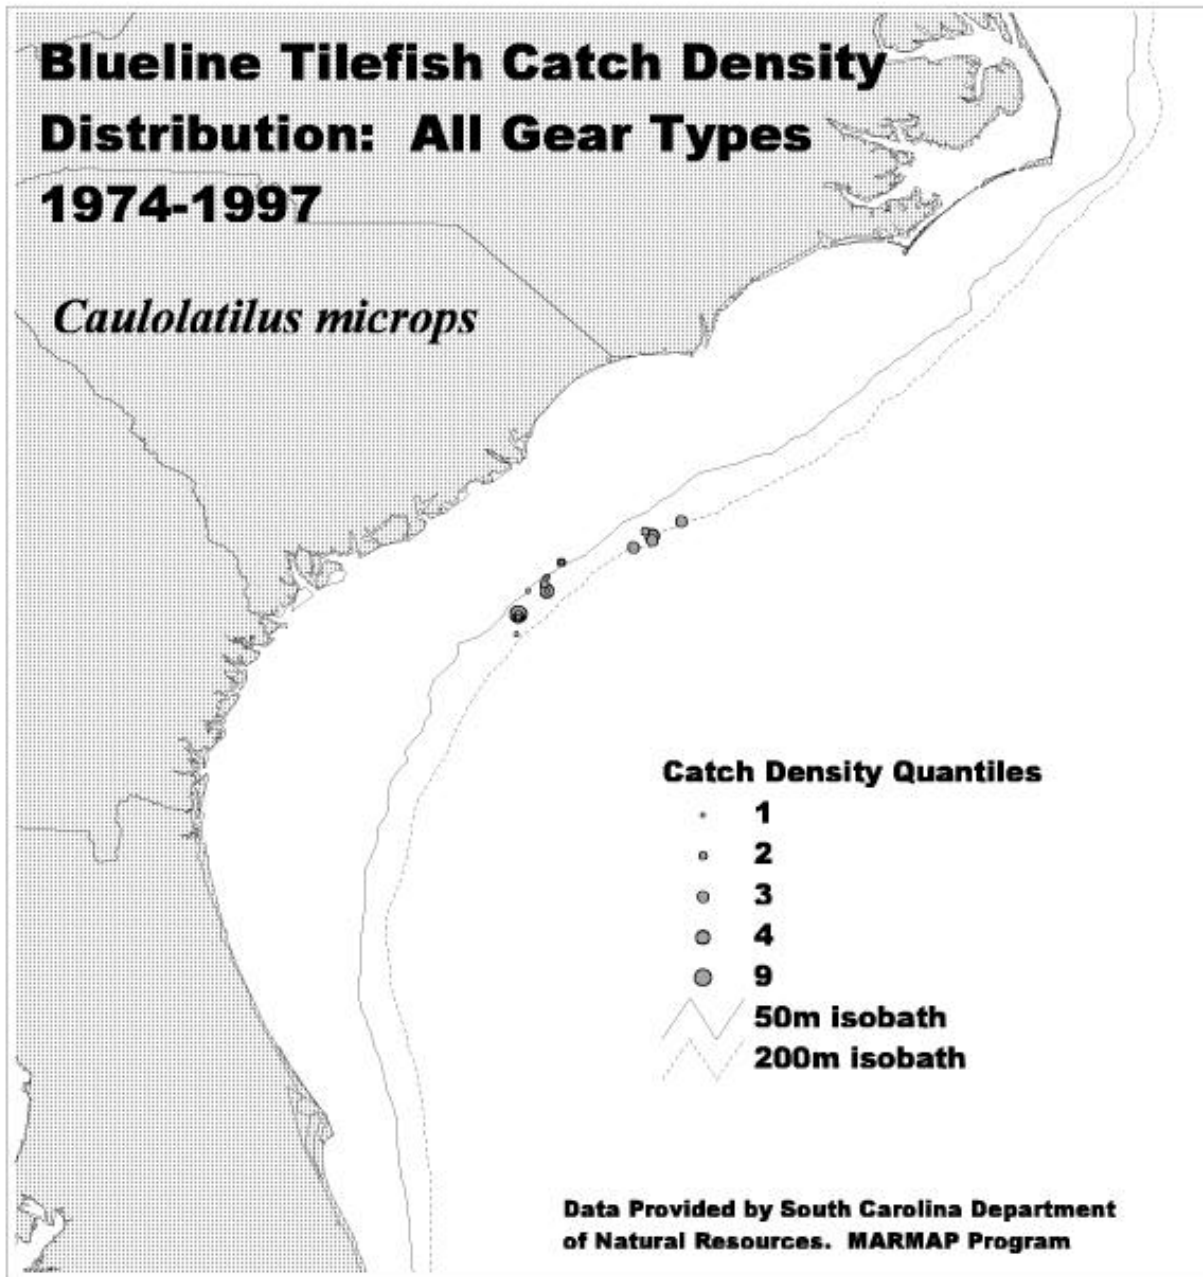 Blueline Tilefish Catch Density
Distribution: All Gear Types
1974-1997
Caulolatilus microps
Catch Density Quantiles
1
2
3
4
9
50m isobath
200m isobath
Data Provided by South Carolina Department
of Natural Resources. MARMAP Program